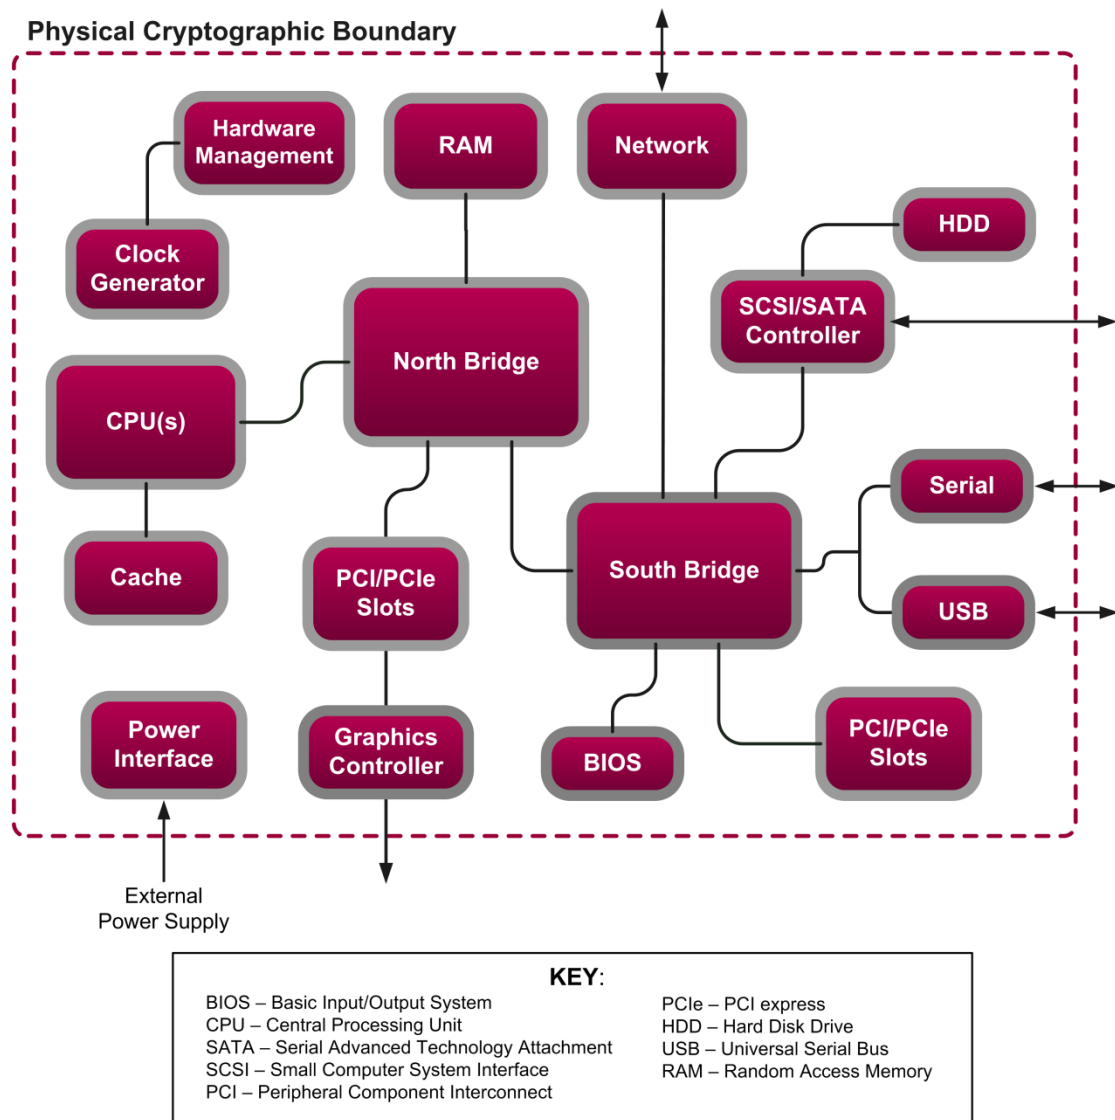 Physical Cryptographic Boundary
Hardware
Management
RAM
Network
HDD
Clock
Generator
SCSI/SATA
Controller
North Bridge
CPU(s)
Serial
Cache
PCI/PCIe
Slots
South Bridge
USB
Power
Interface
Graphics
Controller
BIOS
PCI/PCIe
Slots
External
Power Supply
KEY:
BIOS – Basic Input/Output System
CPU – Central Processing Unit
SATA – Serial Advanced Technology Attachment
SCSI – Small Computer System Interface
PCI – Peripheral Component Interconnect
PCIe – PCI express
HDD – Hard Disk Drive
USB – Universal Serial Bus
RAM – Random Access Memory